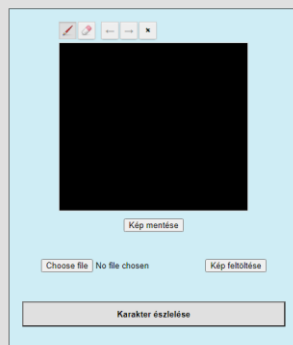 Kép mentése
Choose file No file chosen Kép feltöltése
Karakter észlelése